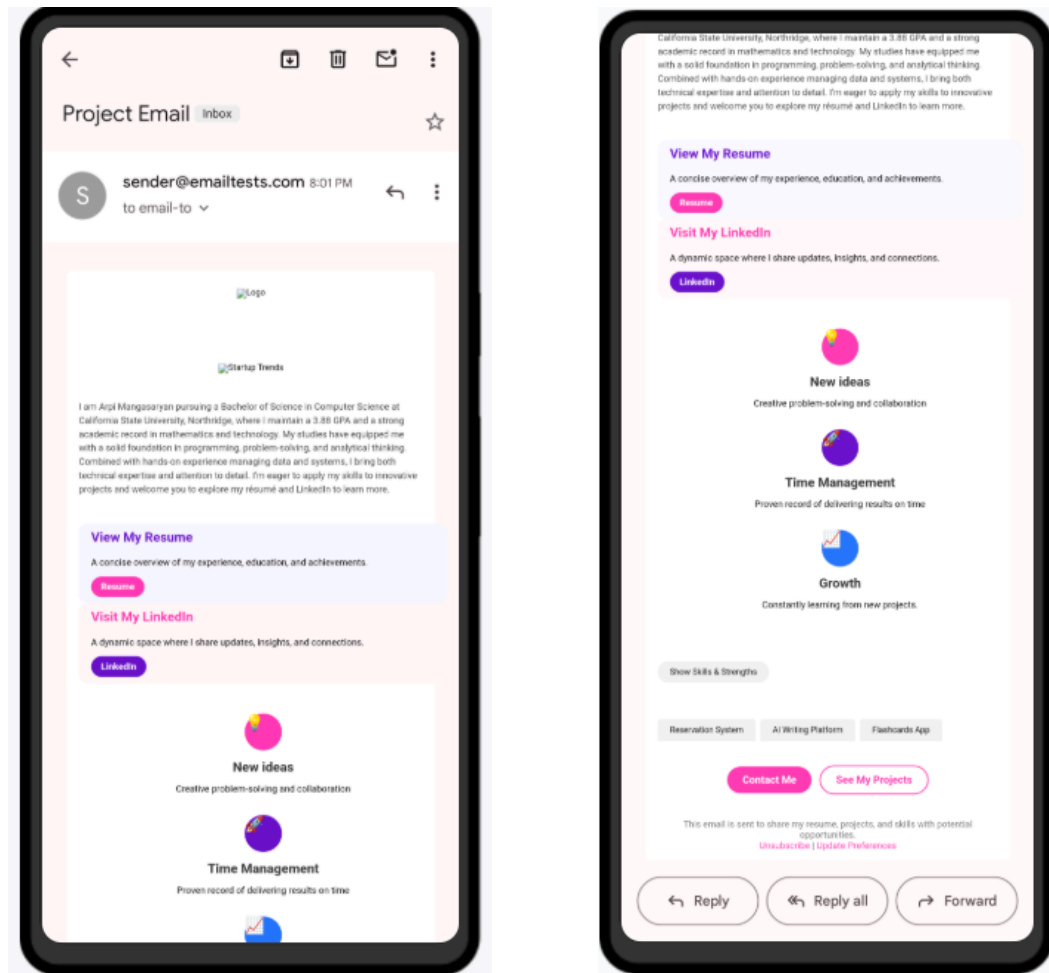 Project Email Inbox
S
sender@emailtests.com 8:01 PM
to email-to
Logo
Startup Trends
I am Arpi Mangasaryan pursuing a Bachelor of Science in Computer Science at
California State University, Northridge, where I maintain a 3.88 GPA and a strong
academic record in mathematics and technology. My studies have equipped me
with a solid foundation in programming, problem-solving, and analytical thinking.
Combined with hands-on experience managing data and systems, I bring both
technical expertise and attention to detail. I'm eager to apply my skills to innovative
projects and welcome you to explore my résumé and LinkedIn to learn more.
View My Resume
A concise overview of my experience, education, and achievements.
Resume
Visit My LinkedIn
A dynamic space where I share updates, insights, and connections.
LinkedIn
New ideas
Creative problem-solving and collaboration
Time Management
Proven record of delivering results on time
California State University, Northridge, where I maintain a 3.88 GPA and a strong
academic record in mathematics and technology. My studies have equipped me
with a solid foundation in programming, problem-solving, and analytical thinking.
Combined with hands-on experience managing data and systems, I bring both
technical expertise and attention to detail. I'm eager to apply my skills to innovative
projects and welcome you to explore my résumé and LinkedIn to learn more.
View My Resume
A concise overview of my experience, education, and achievements.
Resume
Visit My LinkedIn
A dynamic space where I share updates, insights, and connections.
LinkedIn
New ideas
Creative problem-solving and collaboration
Time Management
Proven record of delivering results on time
Growth
Constantly learning from new projects.
Show Skills & Strengths
Reservation System AI Writing Platform Flashcards App
Contact Me See My Projects
This email is sent to share my resume, projects, and skills with potential
opportunities.
Unsubscribe | Update Preferences
Reply Reply all Forward